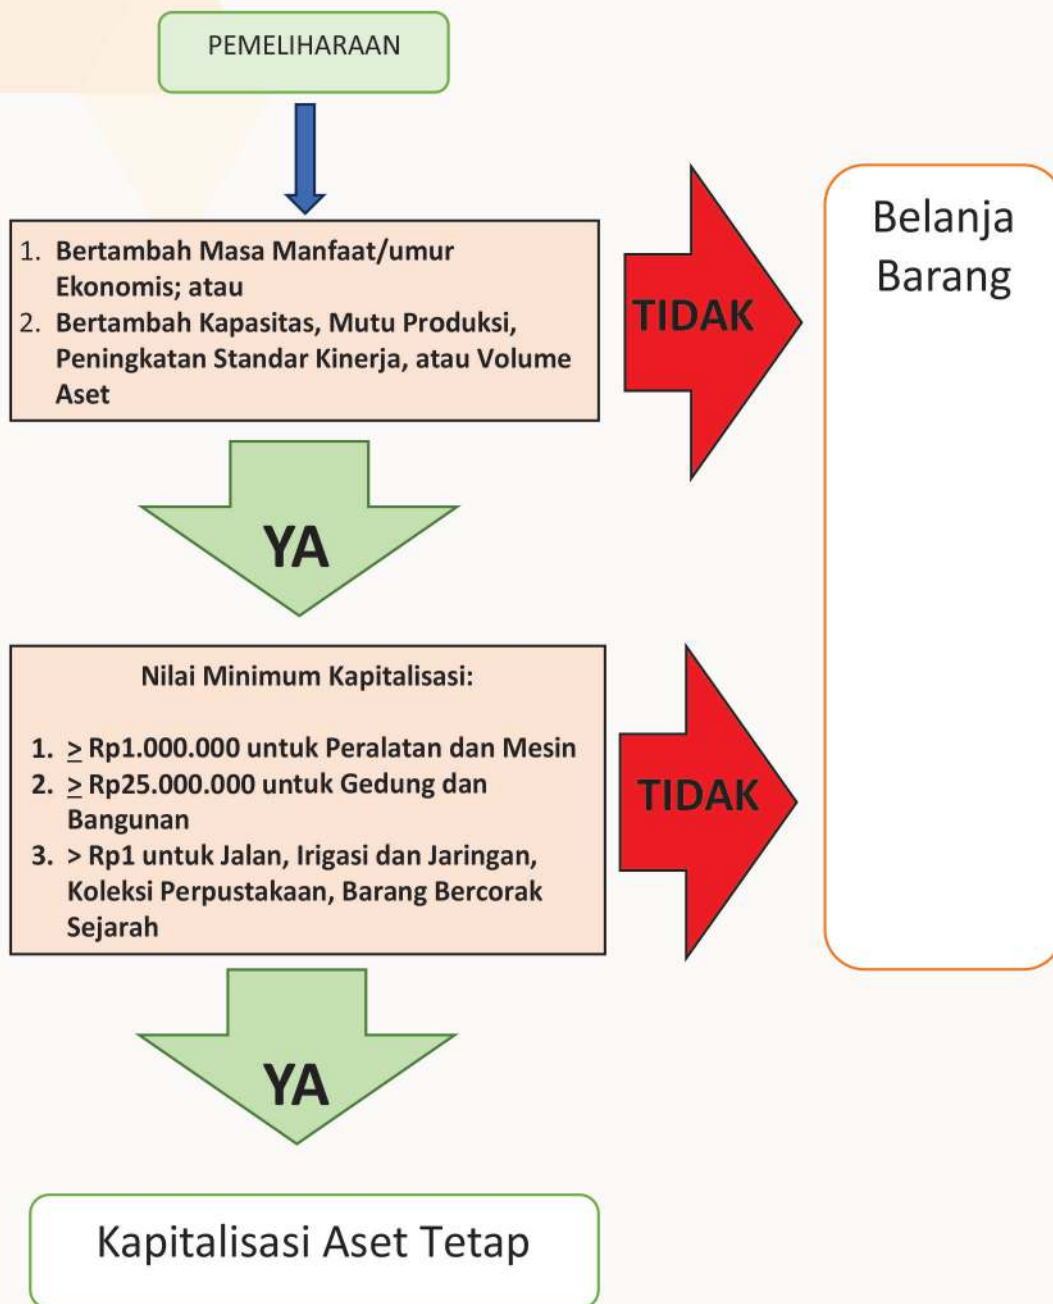 PEMELIHARAAN
1. Bertambah Masa Manfaat/umur
Ekonomis; atau
2. Bertambah Kapasitas, Mutu Produksi,
Peningkatan Standar Kinerja, atau Volume
Aset
TIDAK
Belanja
Barang
YA
Nilai Minimum Kapitalisasi:
1. ≥ Rp1.000.000 untuk Peralatan dan Mesin
2. ≥ Rp25.000.000 untuk Gedung dan
Bangunan
3. > Rp1 untuk Jalan, Irigasi dan Jaringan,
Koleksi Perpustakaan, Barang Bercorak
Sejarah
TIDAK
YA
Kapitalisasi Aset Tetap